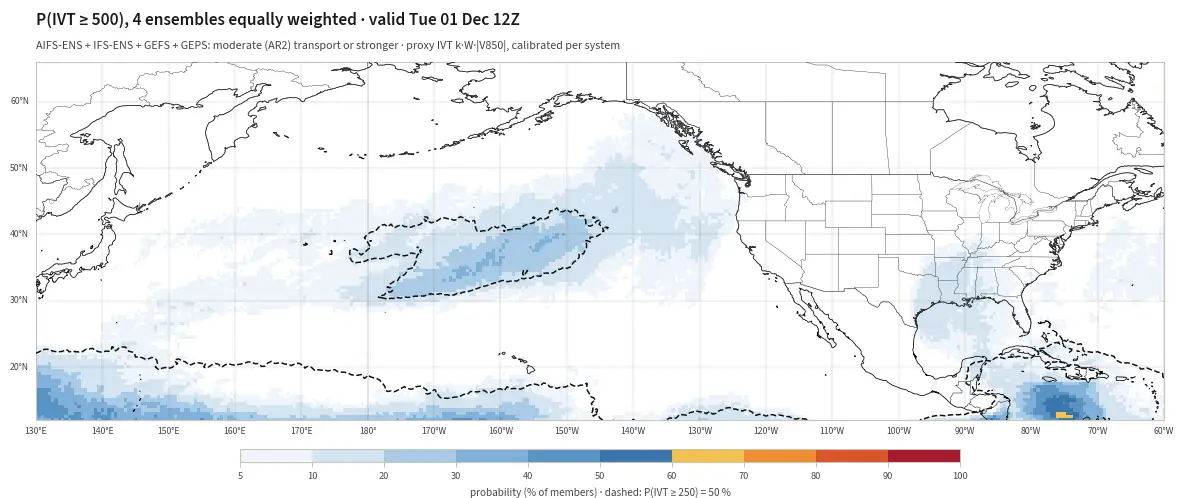 P(IVT ≥ 500), 4 ensembles equally weighted · valid Tue 01 Dec 12Z
AIFS-ENS + IFS-ENS + GEFS + GEPS: moderate (AR2) transport or stronger · proxy IVT k·W·|V850|, calibrated per system
60°N
50°N
40°N
30°N
20°N
130°E 140°E 150°E 160°E 170°E 180° 170°W 160°W 150°W 140°W 130°W 120°W 110°W 100°W 90°W 80°W 70°W 60°W
5 10 20 30 40 50 60 70 80 90 100
probability (% of members) · dashed: P(IVT ≥ 250) = 50 %